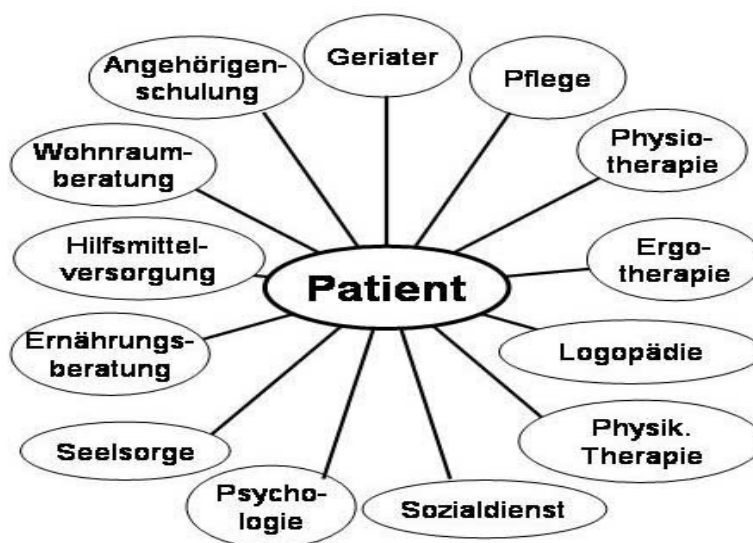 Geriater
Pflege
Physio-
therapie
Ergo-
therapie
Logopädie
Physik.
Therapie
Sozialdienst
Psycho-
logie
Seelsorge
Ernährungs-
beratung
Hilfsmittel-
versorgung
Wohnraum-
beratung
Angehörigen-
schulung
Patient